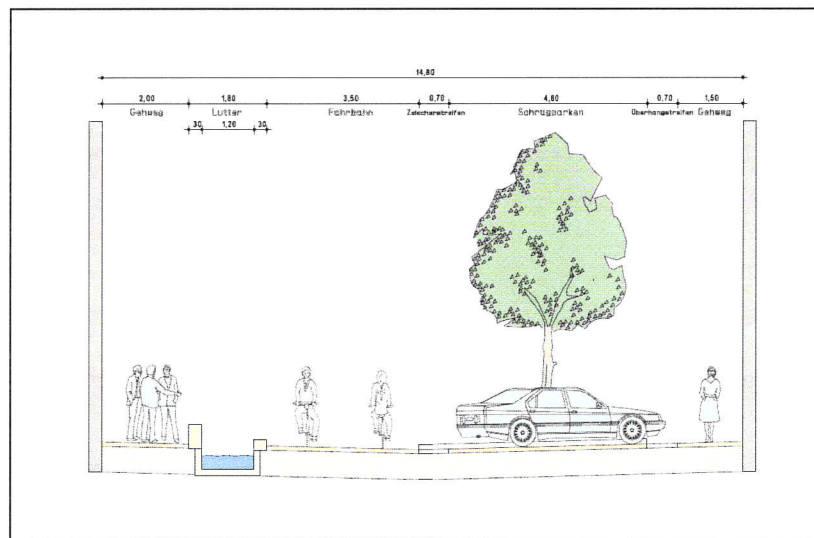 14,80
2,00 1,80 3,50 0,70 4,60 0,70 1,50
Gehweg Lutter Fahrbahn Zwischenstreifen Schrägparken Überhangstreifen Gehweg
30 1,20 30